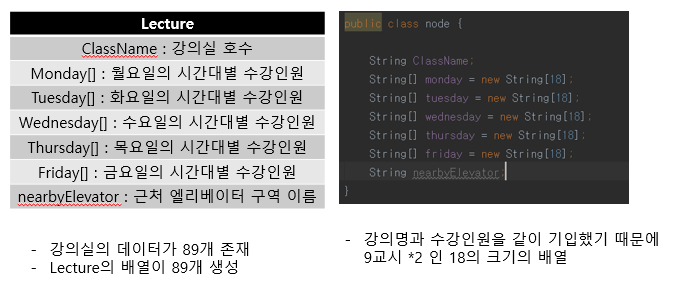 Lecture
ClassName : 강의실 호수
Monday[] : 월요일의 시간대별 수강인원
Tuesday[] : 화요일의 시간대별 수강인원
Wednesday[] : 수요일의 시간대별 수강인원
Thursday[] : 목요일의 시간대별 수강인원
Friday[] : 금요일의 시간대별 수강인원
nearbyElevator : 근처 엘리베이터 구역 이름
- 강의실의 데이터가 89개 존재
- Lecture의 배열이 89개 생성
public class node {
String ClassName;
String[] monday = new String[18];
String[] tuesday = new String[18];
String[] wednesday = new String[18];
String[] thursday = new String[18];
String[] friday = new String[18];
String nearbyElevator;
}
- 강의명과 수강인원을 같이 기입했기 때문에
9교시 *2 인 18의 크기의 배열